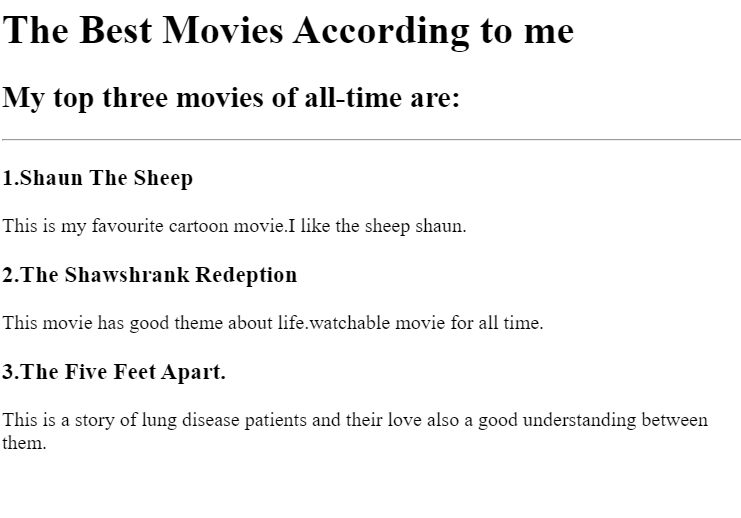 The Best Movies According to me
My top three movies of all-time are:
1.Shaun The Sheep
This is my favourite cartoon movie.I like the sheep shaun.
2.The Shawshrank Redeption
This movie has good theme about life.watchable movie for all time.
3.The Five Feet Apart.
This is a story of lung disease patients and their love also a good understanding between
them.